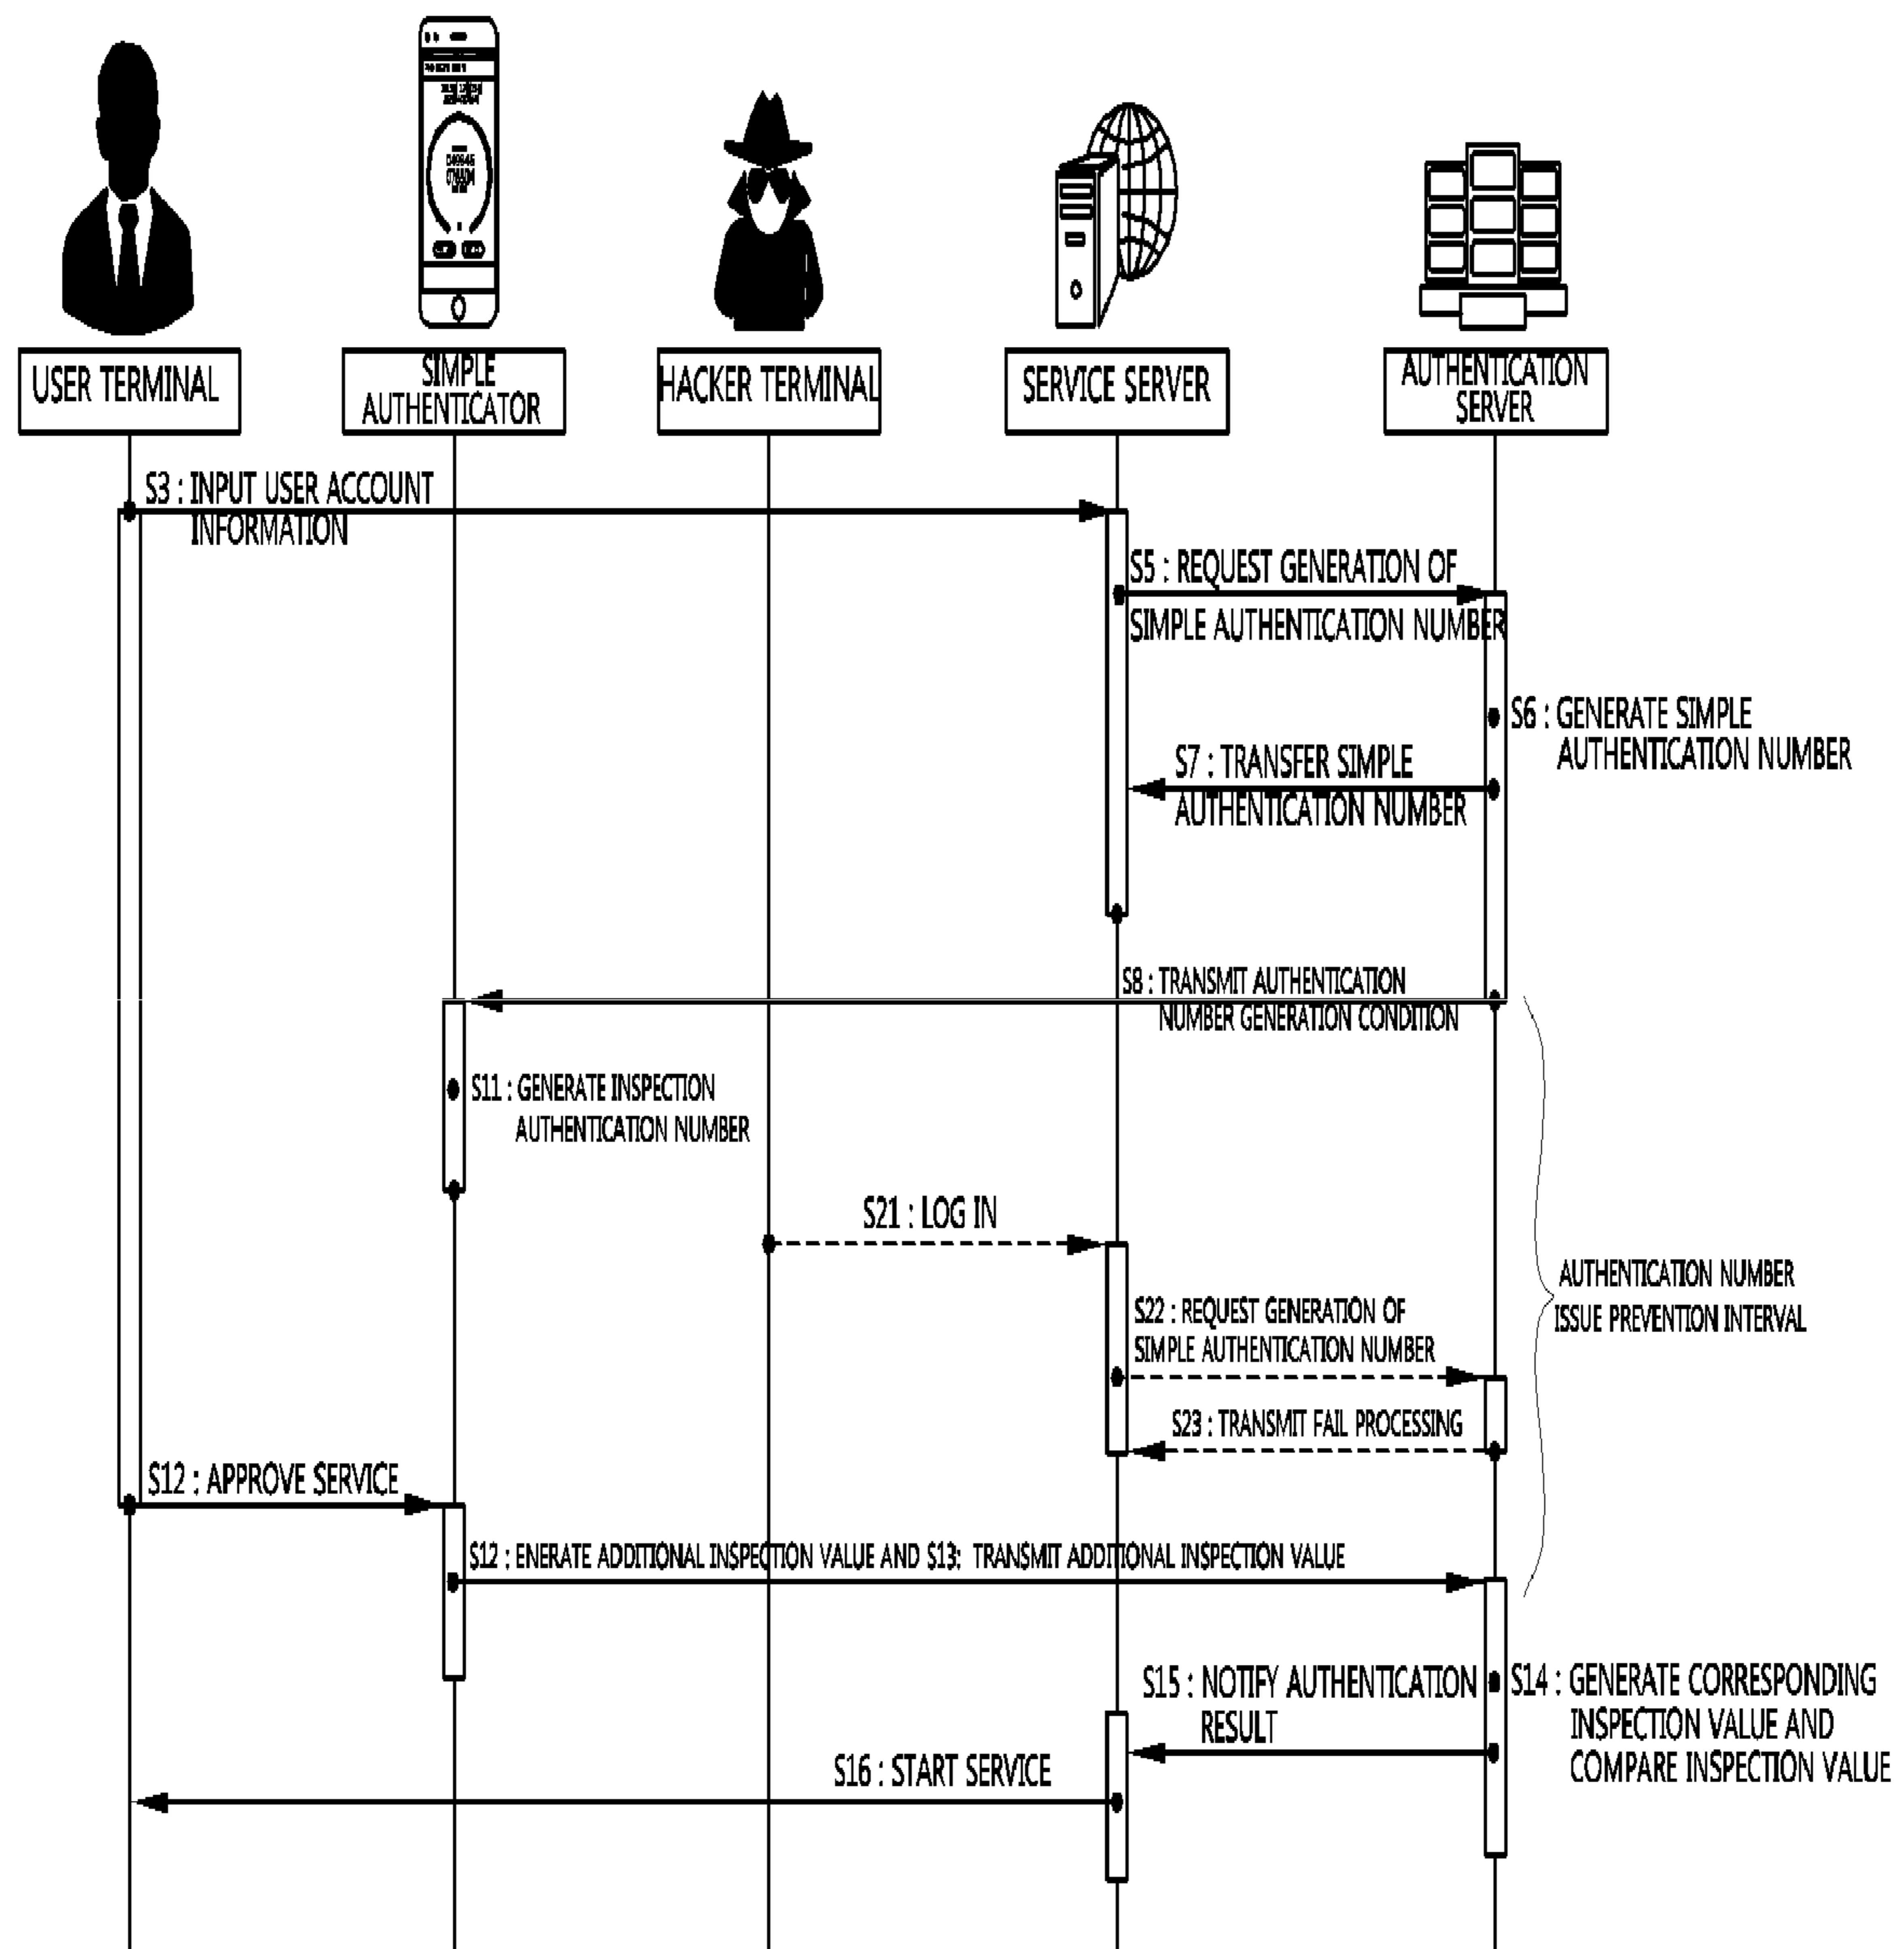 USER TERMINAL
SIMPLE
AUTHENTICATOR
HACKER TERMINAL
SERVICE SERVER
AUTHENTICATION
SERVER
S3 : INPUT USER ACCOUNT
INFORMATION
S5 : REQUEST GENERATION OF
SIMPLE AUTHENTICATION NUMBER
S6 : GENERATE SIMPLE
AUTHENTICATION NUMBER
S7 : TRANSFER SIMPLE
AUTHENTICATION NUMBER
S8 : TRANSMIT AUTHENTICATION
NUMBER GENERATION CONDITION
S11 : GENERATE INSPECTION
AUTHENTICATION NUMBER
S21 : LOG IN
AUTHENTICATION NUMBER
ISSUE PREVENTION INTERVAL
S22 : REQUEST GENERATION OF
SIMPLE AUTHENTICATION NUMBER
S23 : TRANSMIT FAIL PROCESSING
S12 : APPROVE SERVICE
S12 : ENERATE ADDITIONAL INSPECTION VALUE AND S13: TRANSMIT ADDITIONAL INSPECTION VALUE
S15 : NOTIFY AUTHENTICATION
RESULT
S14 : GENERATE CORRESPONDING
INSPECTION VALUE AND
COMPARE INSPECTION VALUE
S16 : START SERVICE